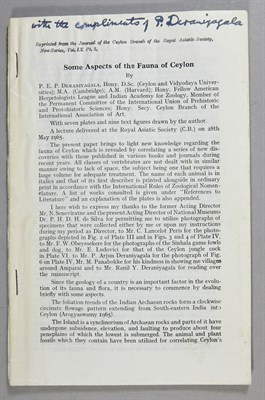 with the compliments of P. Deraniyagala
Reprinted from the Journal of the Ceylon Branch of the Royal Asiatic Society,
New Series, Vol. IX Pt. 2,
Some Aspects of the Fauna of Ceylon
By
P. E. P. DERANIYAGALA, Hony. D.Sc. (Ceylon and Vidyodaya Univer-
sities); M.A. (Cambridge); A.M. (Harvard); Hony. Fellow American
Herpetologists League and Indian Academy for Zoology, Member of
the Permanent Committee of the International Union of Prehistoric
and Protohistoric Sciences; Hony. Secy. Ceylon Branch of the
International Association of Art.
With seven plates and nine text figures drawn by the author.
A lecture delivered at the Royal Asiatic Society (C.B.) on 28th
May 1965.
The present paper brings to light new knowledge regarding the
fauna of Ceylon which is revealed by correlating a series of new dis-
coveries with those published in various books and journals during
recent years. All classes of vertebrates are not dealt with in similar
manner owing to lack of space, the subject being one that requires a
large volume for adequate treatment. The name of each animal is in
italics and that of its first describer is printed alongside in ordinary
print in accordance with the International Rules of Zoological Nomen-
clature. A list of works consulted is given under "References to
Literature" and an explanation of the plates is also appended.
I here wish to express my thanks to the former Acting Director
Mr. N. Senaviratne and the present Acting Director of National Museums
Dr. P. H. D. H. de Silva for permitting me to utilise photographs of
specimens that were collected either by me or upon my instructions
during my period as Director, to Mr. C. Lancelot Peris for the photo-
graphs depicted in Fig. 2 of Plate II and in Figs. 3 and 4 of Plate IV
to Mr. F. W. Obeysekere for the photographs of the Sinhala game fowls
and dog, to Mr. E. Lodovici for that of the Ceylon jungle cock
in Plate VI, to Mr. P. Arjun Deraniyagala for the photograph of Fig.
6 on Plate IV, Mr. M. Panabokke for his kindness in showing me villages
around Amparai and to Mr. Ranil Y. Deraniyagala for reading over
the manuscript.
Since the geology of a country is an important factor in the evolu-
tion of its fauna and flora, it is necessary to commence by dealing
briefly with some aspects.
The foliation trends of the Indian Archaean rocks form a clockwise
circinate flowage pattern extending from South-eastern India into
Ceylon (Arogyaswamy 1965).
The Island is a synclinorium of Archaean rocks and parts of it have
undergone subsidence, elevation, and faulting to produce about four
peneplains of which the lowest is submerged. The animal and plant
fossils which they contain have been utilised for correlating Ceylon's